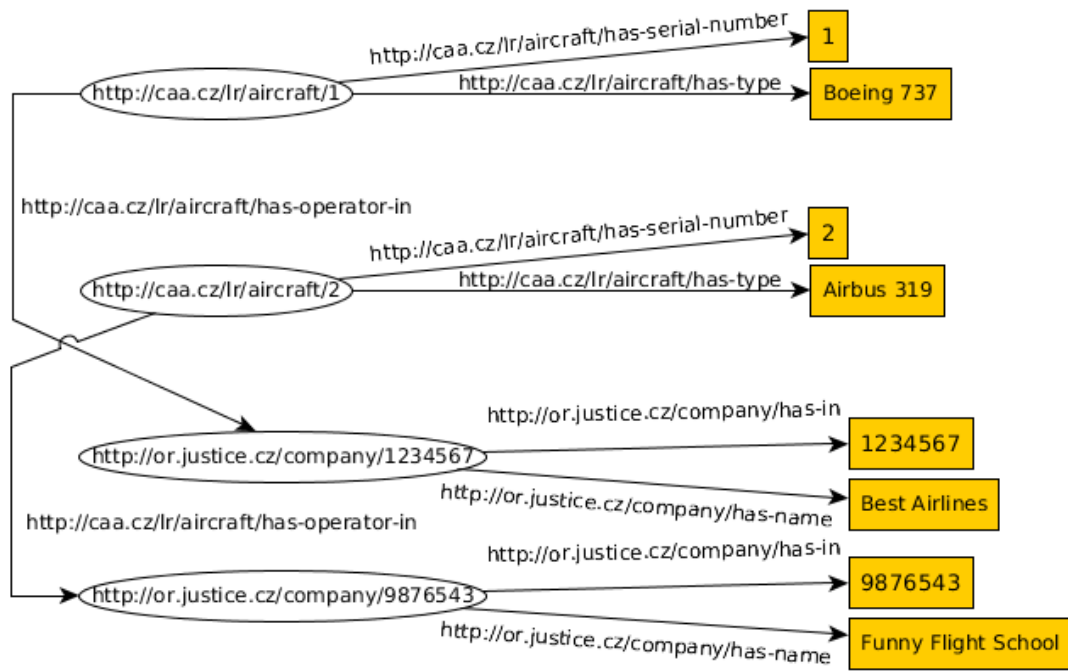 http://caa.cz/lr/aircraft/has-serial-number
1
http://caa.cz/lr/aircraft/1
http://caa.cz/lr/aircraft/has-type
Boeing 737
http://caa.cz/lr/aircraft/has-operator-in
http://caa.cz/lr/aircraft/has-serial-number
2
http://caa.cz/lr/aircraft/2
http://caa.cz/lr/aircraft/has-type
Airbus 319
http://or.justice.cz/company/has-in
1234567
http://or.justice.cz/company/1234567
http://or.justice.cz/company/has-name
Best Airlines
http://caa.cz/lr/aircraft/has-operator-in
http://or.justice.cz/company/has-in
9876543
http://or.justice.cz/company/9876543
http://or.justice.cz/company/has-name
Funny Flight School